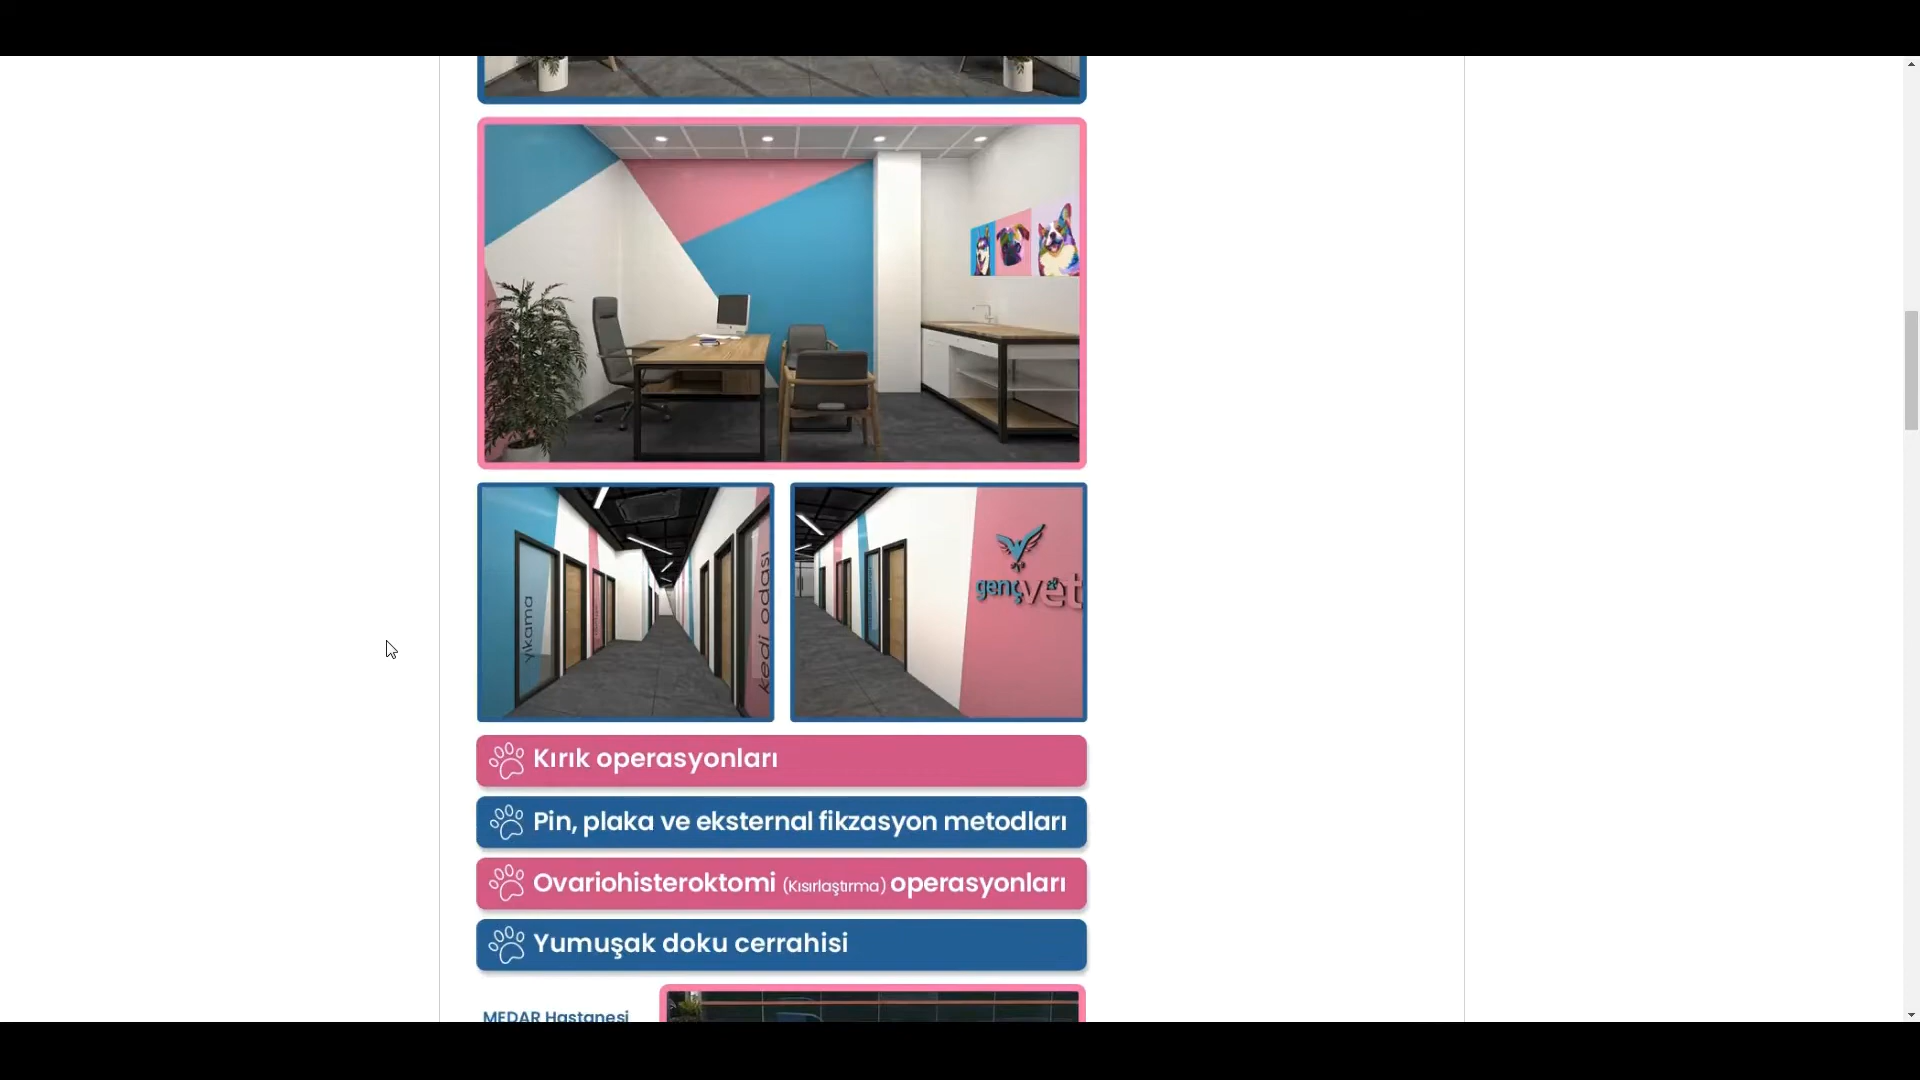 yıkama
kedi odası
gençvet
Kırık operasyonları
Pin, plaka ve eksternal fikzasyon metodları
Ovariohisteroktomi (Kısırlaştırma) operasyonları
Yumuşak doku cerrahisi
MEDAR Hastanesi